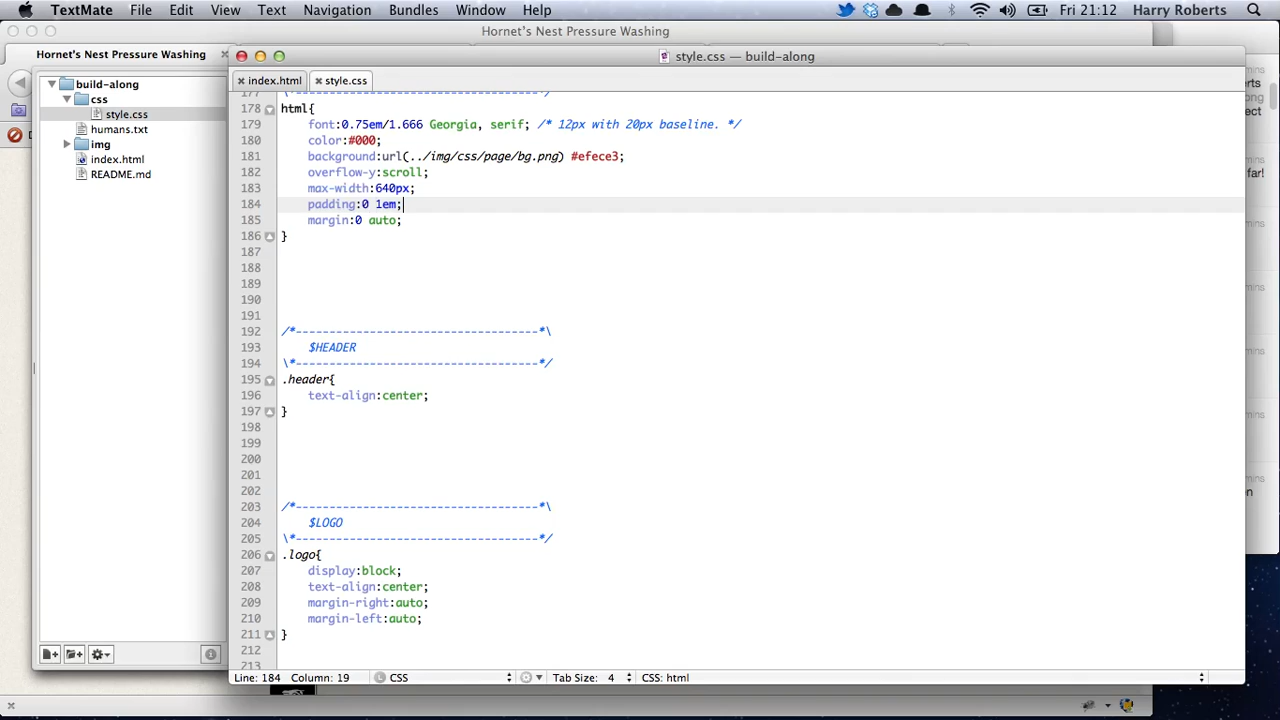 TextMate File Edit View Text Navigation Bundles Window Help Fri 21:12 Harry Roberts
Hornet's Nest Pressure Washing
Hornet's Nest Pressure Washing
style.css — build-along
index.html style.css
build-along
css
style.css
humans.txt
img
index.html
README.md
178 html{
179 font:0.75em/1.666 Georgia, serif; /* 12px with 20px baseline. */
180 color:#000;
181 background:url(../img/css/page/bg.png) #efece3;
182 overflow-y:scroll;
183 max-width:640px;
184 padding:0 1em;
185 margin:0 auto;
186 }
187
188
189
190
191
192 /*------------------------------------*\
193 $HEADER
194 \*------------------------------------*/
195 .header{
196 text-align:center;
197 }
198
199
200
201
202
203 /*------------------------------------*\
204 $LOGO
205 \*------------------------------------*/
206 .logo{
207 display:block;
208 text-align:center;
209 margin-right:auto;
210 margin-left:auto;
211 }
212
213
Line: 184 Column: 19 CSS Tab Size: 4 CSS: html